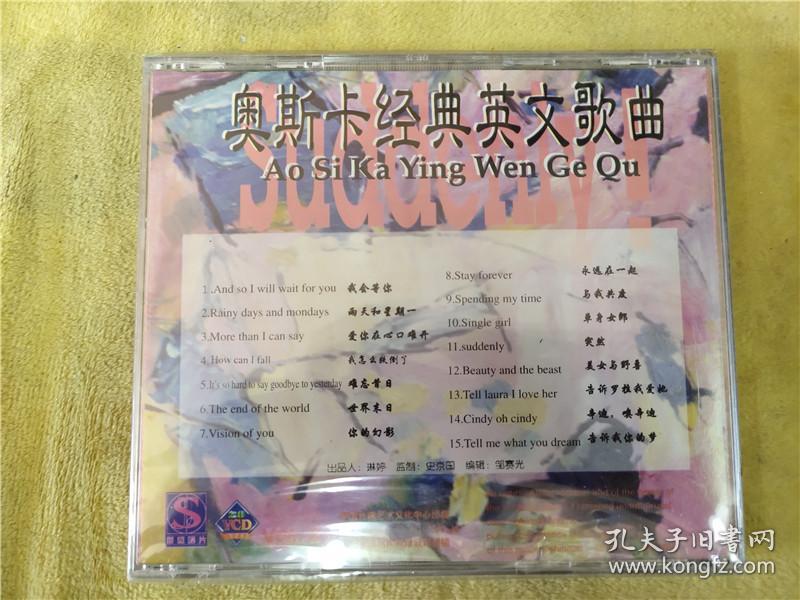 Suddenly !
奥斯卡经典英文歌曲
Ao Si Ka Ying Wen Ge Qu
1 .And so I will wait for you 我会等你
2.Rainy days and mondays 雨天和星期一
3.More than I can say 爱你在心口难开
4.How can I fall 我怎么跌倒了
5.It's so hard to say goodbye to yesterday 难忘昔日
6.The end of the world 世界末日
7.Vision of you 你的幻影
8.Stay forever 永远在一起
9.Spending my time 与我共度
10.Single girl 单身女郎
11.suddenly 突然
12.Beauty and the beast 美女与野兽
13.Tell laura I love her 告诉罗拉我爱她
14.Cindy oh cindy 辛迪，噢辛迪
15.Tell me what you dream 告诉我你的梦
出品人：琳婷 监制：史京国 编辑：邹赛光
S
VCD
孔夫子旧书网
www.kongfz.com